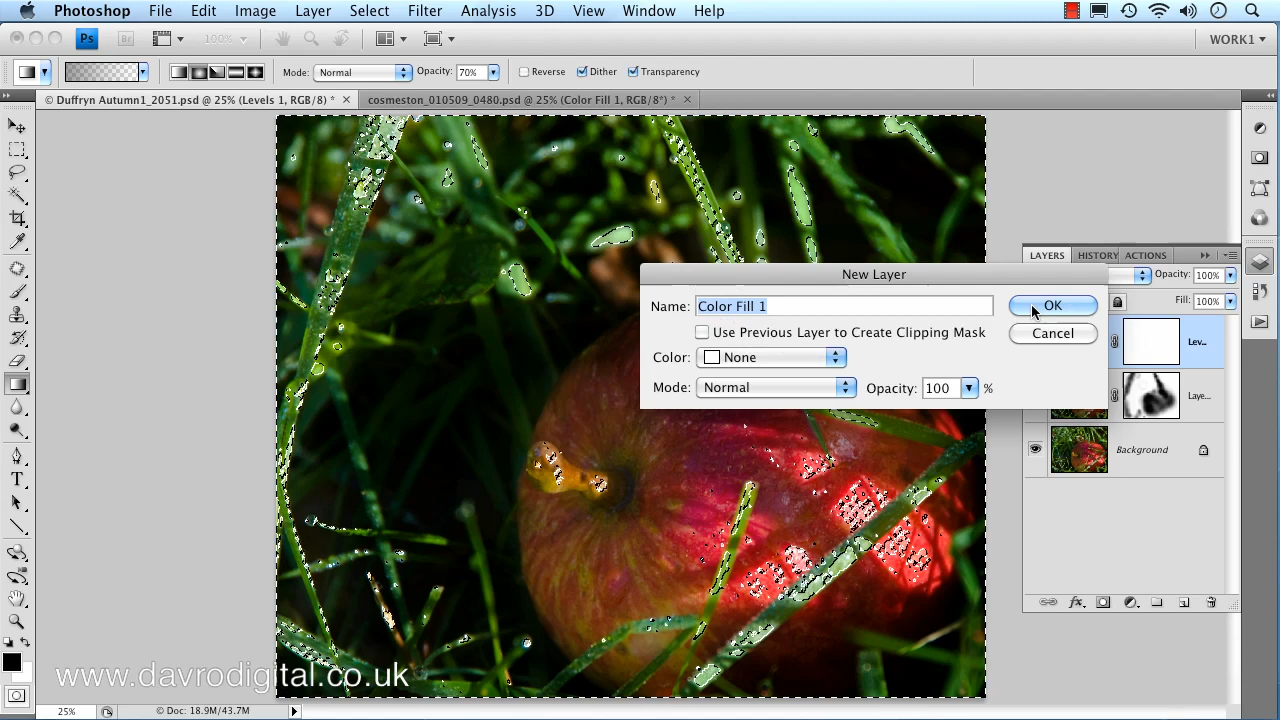 Photoshop File Edit Image Layer Select Filter Analysis 3D View Window Help
Ps Br 100% WORK1
Mode: Normal Opacity: 70% Reverse Dither Transparency
© Duffryn Autumn1_2051.psd @ 25% (Levels 1, RGB/8) * cosmeston_010509_0480.psd @ 25% (Color Fill 1, RGB/8*) *
LAYERS HISTORY ACTIONS
Opacity: 100%
Fill: 100%
New Layer
Name: Color Fill 1 OK
Use Previous Layer to Create Clipping Mask Cancel
Color: None
Mode: Normal Opacity: 100 %
Lev...
Laye...
Background
fx
T
www.davrodigital.co.uk
25% © Doc: 18.9M/43.7M